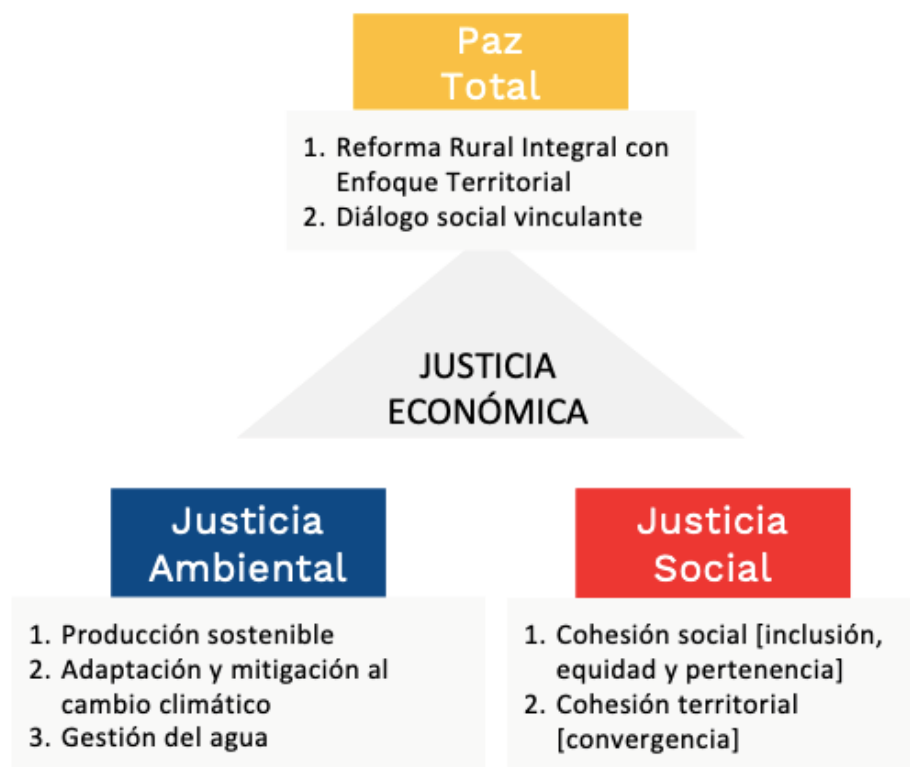 Paz
Total
1. Reforma Rural Integral con
Enfoque Territorial
2. Diálogo social vinculante
JUSTICIA
ECONÓMICA
Justicia
Ambiental
1. Producción sostenible
2. Adaptación y mitigación al
cambio climático
3. Gestión del agua
Justicia
Social
1. Cohesión social [inclusión,
equidad y pertenencia]
2. Cohesión territorial
[convergencia]